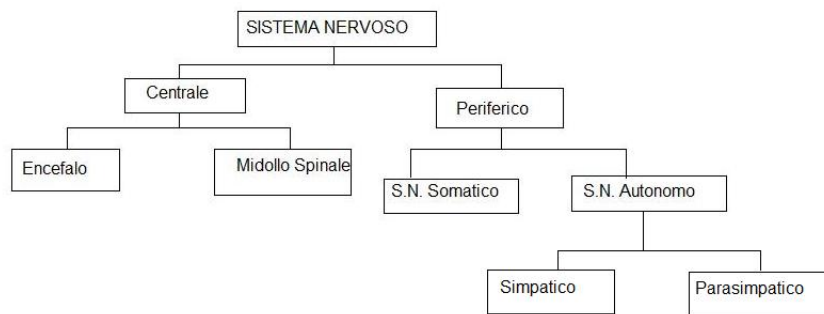 SISTEMA NERVOSO
Centrale
Periferico
Encefalo
Midollo Spinale
S.N. Somatico
S.N. Autonomo
Simpatico
Parasimpatico